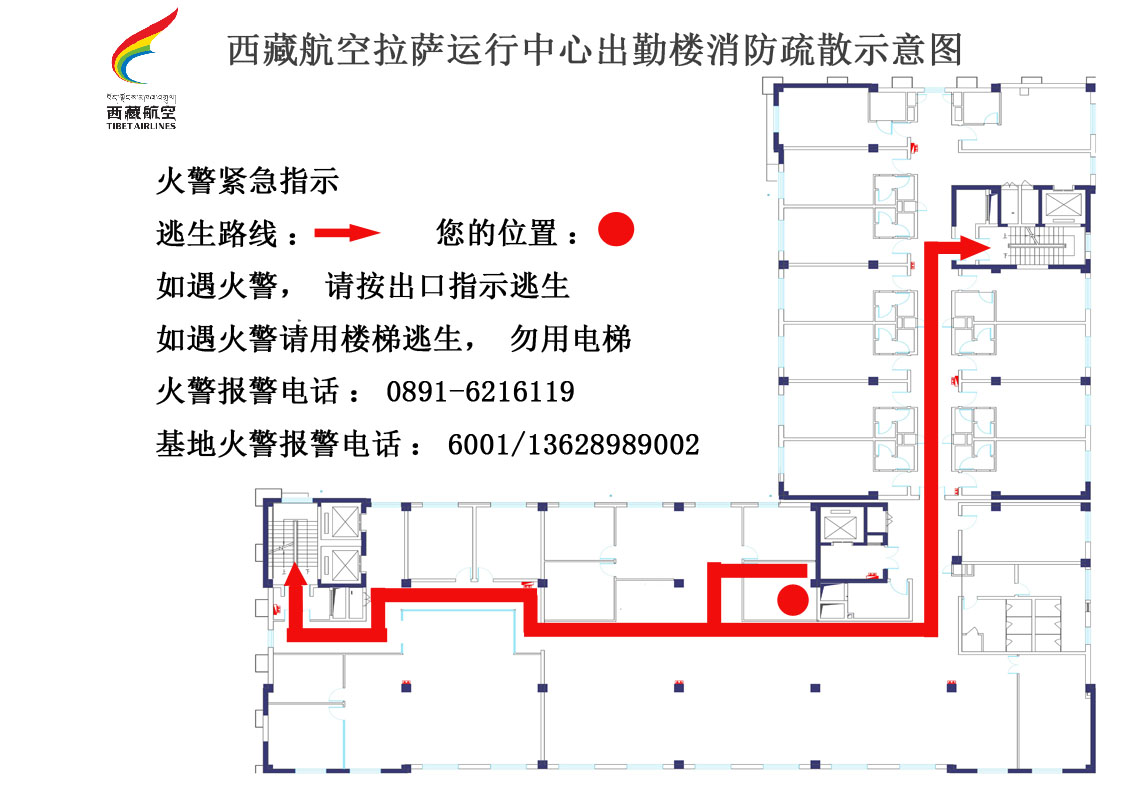 西藏航空拉萨运行中心出勤楼消防疏散示意图
西藏航空
TIBET AIRLINES
火警紧急指示
逃生路线：
您的位置：
如遇火警， 请按出口指示逃生
如遇火警请用楼梯逃生， 勿用电梯
火警报警电话： 0891-6216119
基地火警报警电话： 6001/13628989002
上
下
上
下